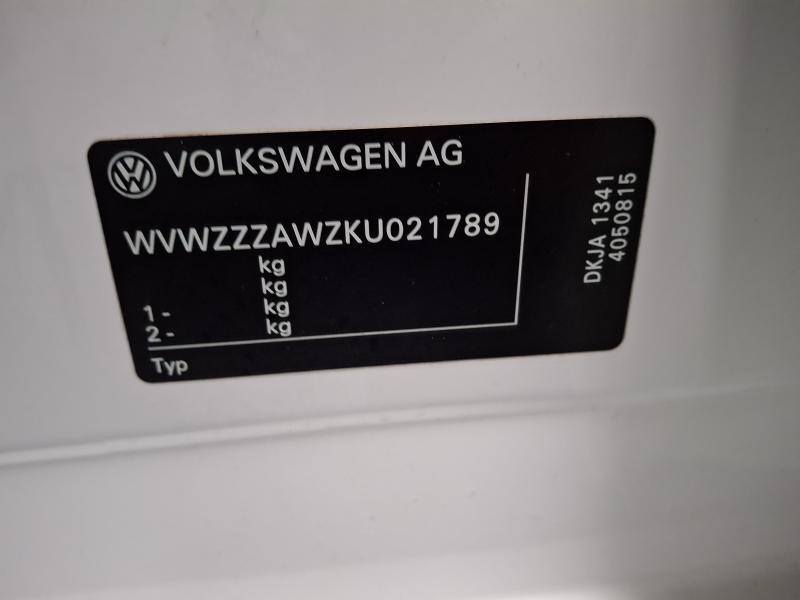 VOLKSWAGEN AG
WVWZZZAWZKU021789
kg
kg
1 - kg
2 - kg
Typ
DKJA 1341
4050815